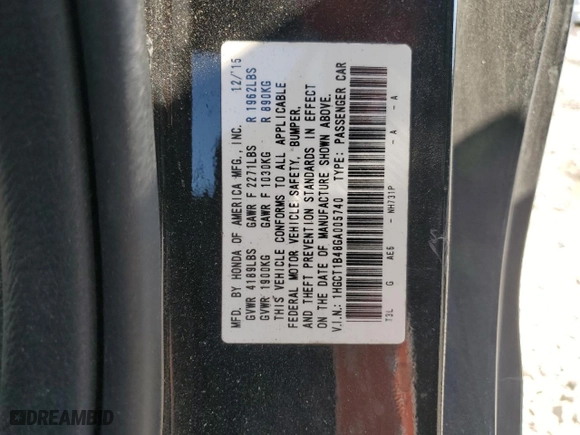 MFD. BY HONDA OF AMERICA MFG., INC. 12/15
GVWR 4189LBS GAWR F 2271LBS R 1962LBS
GVWR 1900KG GAWR F 1030KG R 890KG
THIS VEHICLE CONFORMS TO ALL APPLICABLE
FEDERAL MOTOR VEHICLE SAFETY, BUMPER,
AND THEFT PREVENTION STANDARDS IN EFFECT
ON THE DATE OF MANUFACTURE SHOWN ABOVE.
V.I.N.: 1HGCT1B48GA005740 TYPE: PASSENGER CAR
T3L G AE6 - NH731P - A - A
DREAMBID